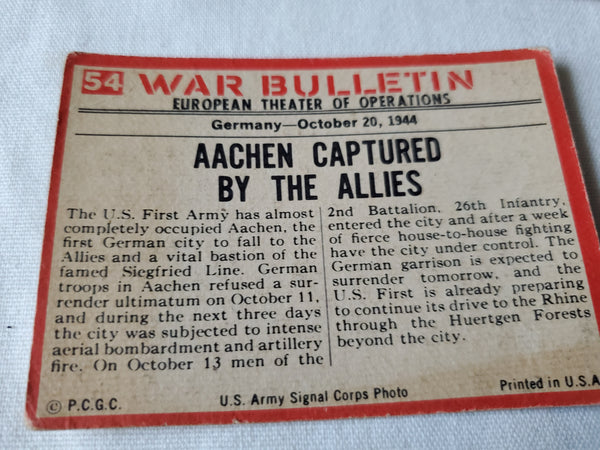 54 WAR BULLETIN
EUROPEAN THEATER OF OPERATIONS
Germany—October 20, 1944
AACHEN CAPTURED
BY THE ALLIES
The U.S. First Army has almost
completely occupied Aachen, the
first German city to fall to the
Allies and a vital bastion of the
famed Siegfried Line. German
troops in Aachen refused a sur-
render ultimatum on October 11,
and during the next three days
the city was subjected to intense
aerial bombardment and artillery
fire. On October 13 men of the
2nd Battalion, 26th Infantry,
entered the city and after a week
of fierce house-to-house fighting
have the city under control. The
German garrison is expected to
surrender tomorrow, and the
U.S. First is already preparing
to continue its drive to the Rhine
through the Huertgen Forests
beyond the city.
© P.C.G.C.
U.S. Army Signal Corps Photo
Printed in U.S.A